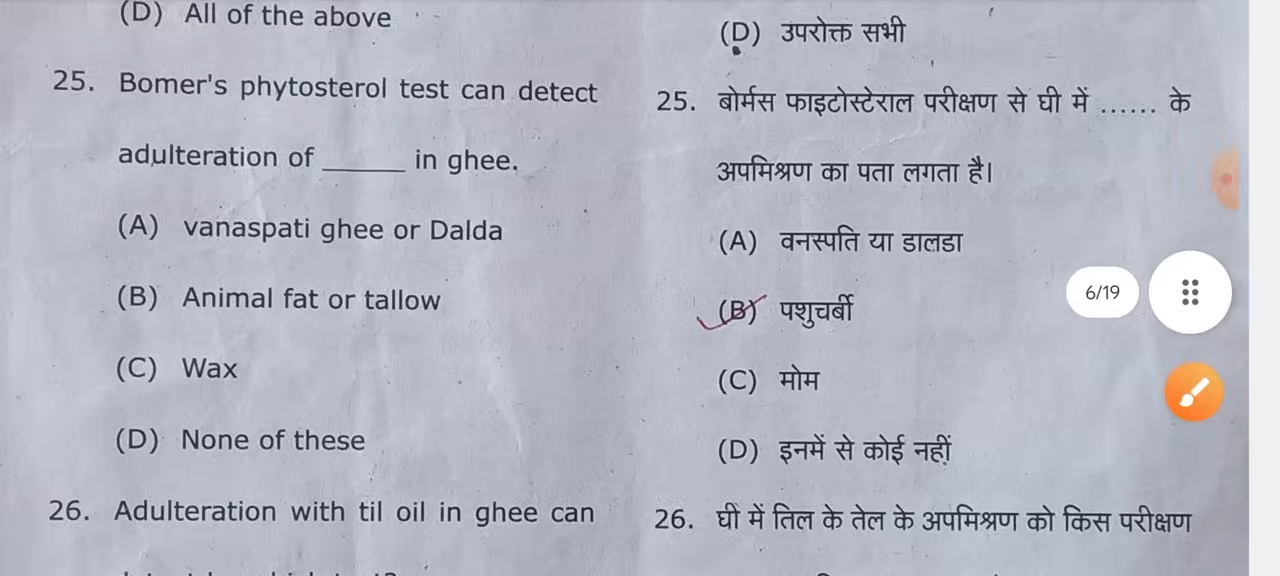 (D) All of the above
25. Bomer's phytosterol test can detect
adulteration of ______ in ghee.
(A) vanaspati ghee or Dalda
(B) Animal fat or tallow
(C) Wax
(D) None of these
26. Adulteration with til oil in ghee can
(D) उपरोक्त सभी
25. बोर्मस फाइटोस्टेराल परीक्षण से घी में ...... के
अपमिश्रण का पता लगता है।
(A) वनस्पति या डालडा
(B) पशुचर्बी
(C) मोम
(D) इनमें से कोई नहीं
26. घी में तिल के तेल के अपमिश्रण को किस परीक्षण
6/19